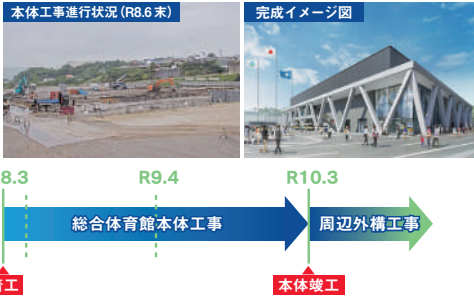 本体工事進行状況(R8.6末)
完成イメージ図
8.3
R9.4
R10.3
総合体育館本体工事
周辺外構工事
工
本体竣工